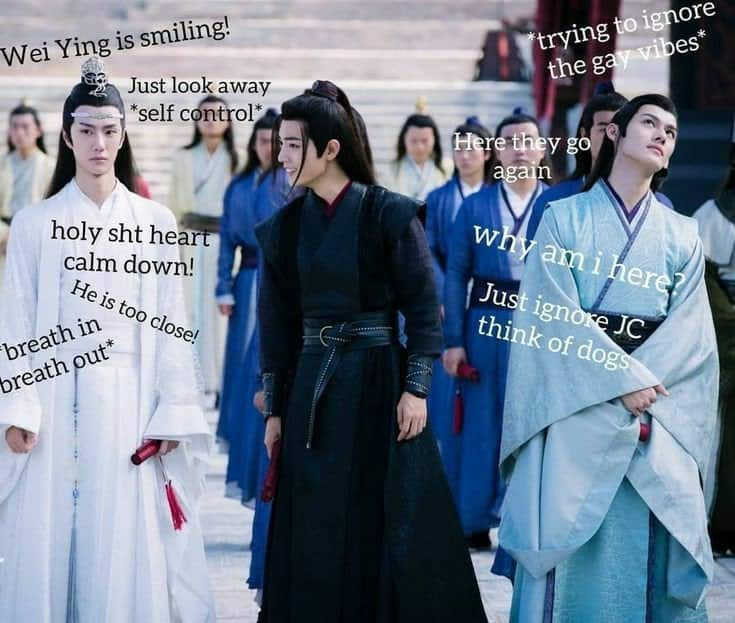 Wei Ying is smiling!
Just look away
*self control*
holy sht heart
calm down!
He is too close!
*breath in
breath out*
*trying to ignore
the gay vibes*
Here they go
again
why am i here?
Just ignore JC
think of dogs